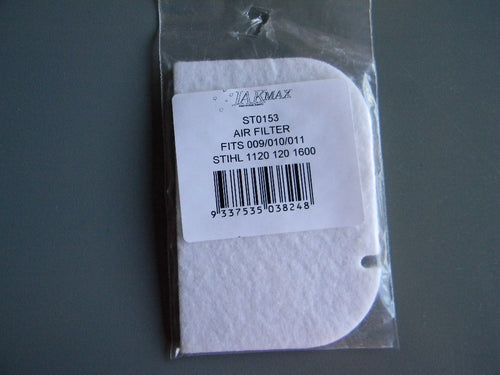 JAKMAX
ST0153
AIR FILTER
FITS 009/010/011
STIHL 1120 120 1600
9 337535 038248